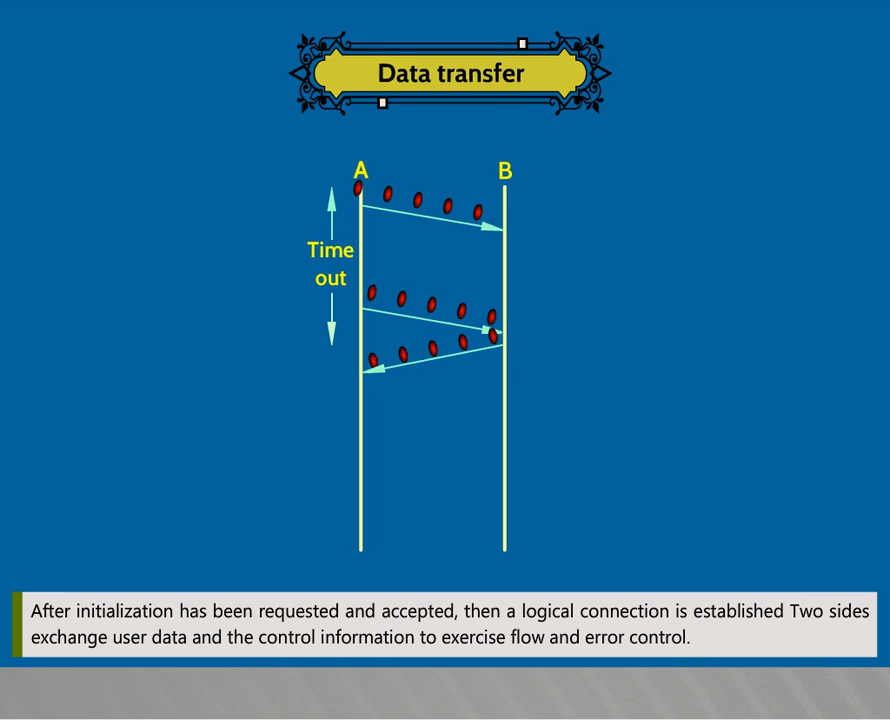 Data transfer
A B
Time
out
After initialization has been requested and accepted, then a logical connection is established Two sides
exchange user data and the control information to exercise flow and error control.